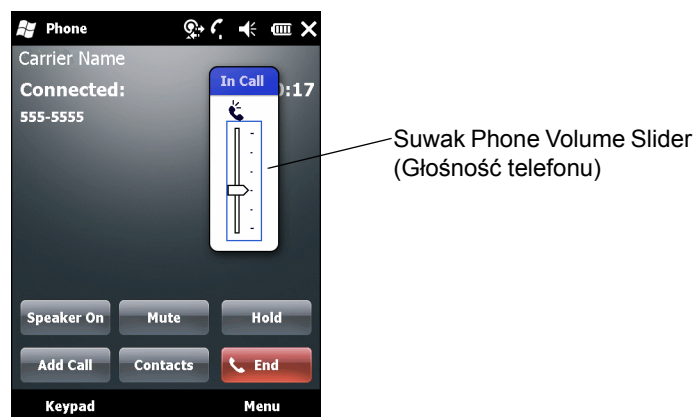 Phone
Carrier Name
In Call
Connected:
:17
555-5555
Suwak Phone Volume Slider
(Głośność telefonu)
Speaker On
Mute
Hold
Add Call
Contacts
End
Keypad
Menu